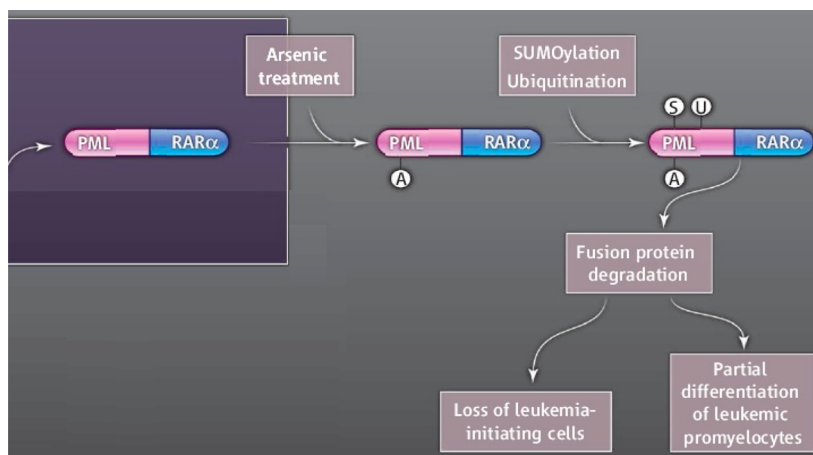 Arsenic
treatment
SUMOylation
Ubiquitination
PML RARα
PML RARα
A
S U
PML RARα
A
Fusion protein
degradation
Loss of leukemia-
initiating cells
Partial
differentiation
of leukemic
promyelocytes